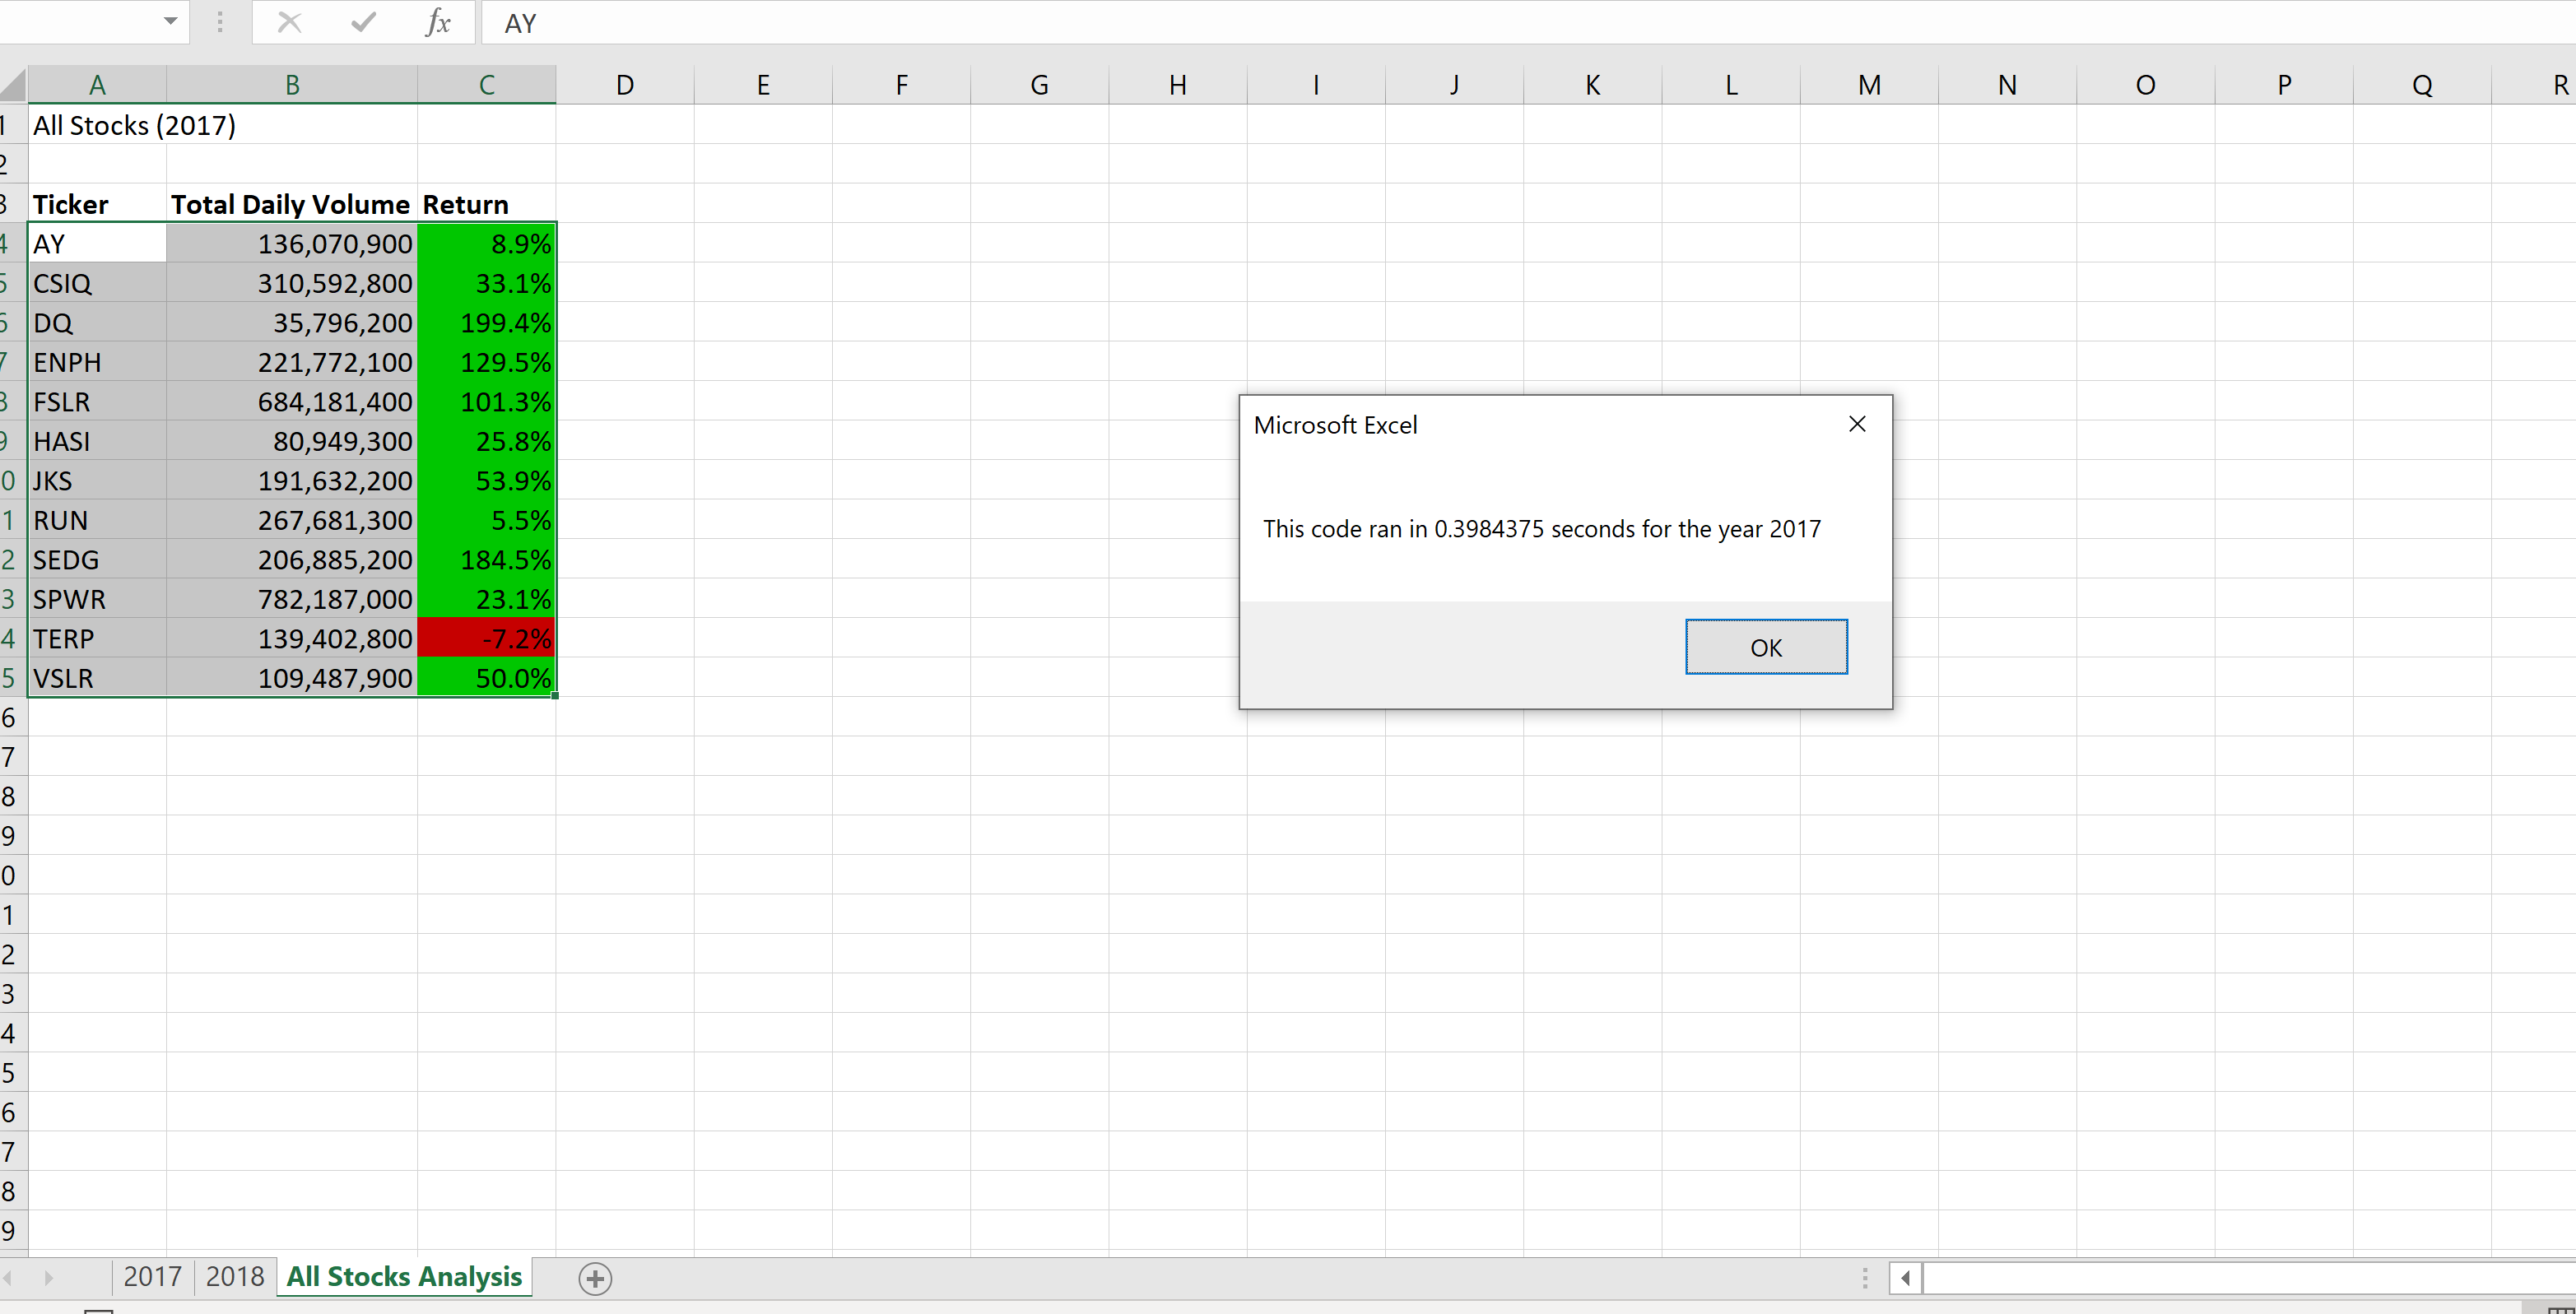 fx AY
A B C D E F G H I J K L M N O P Q R
1 All Stocks (2017)
2
3 Ticker Total Daily Volume Return
4 AY 136,070,900 8.9%
5 CSIQ 310,592,800 33.1%
6 DQ 35,796,200 199.4%
7 ENPH 221,772,100 129.5%
8 FSLR 684,181,400 101.3%
9 HASI 80,949,300 25.8%
0 JKS 191,632,200 53.9%
1 RUN 267,681,300 5.5%
2 SEDG 206,885,200 184.5%
3 SPWR 782,187,000 23.1%
4 TERP 139,402,800 -7.2%
5 VSLR 109,487,900 50.0%
6
7
8
9
0
1
2
3
4
5
6
7
8
9
Microsoft Excel
This code ran in 0.3984375 seconds for the year 2017
OK
2017 2018 All Stocks Analysis